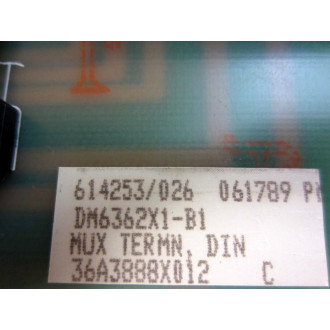 614253/026 061789 P
DM6362X1-B1
MUX TERMN, DIN
36A3888X012 C